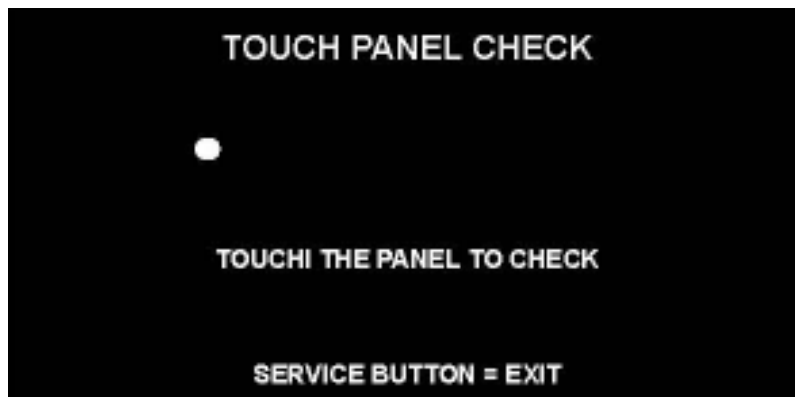 TOUCH PANEL CHECK
TOUCHI THE PANEL TO CHECK
SERVICE BUTTON = EXIT